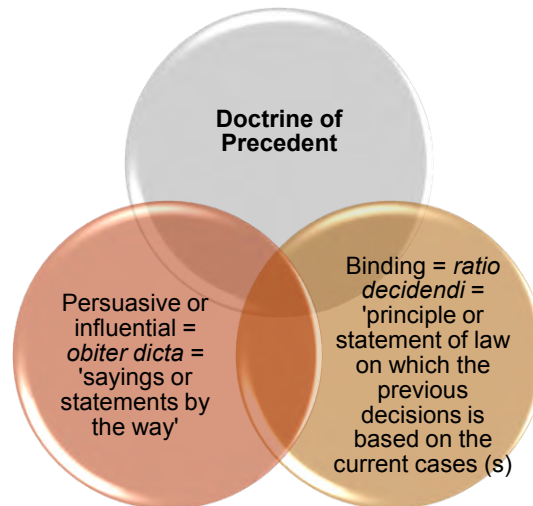 Doctrine of
Precedent
Persuasive or
influential =
obiter dicta =
'sayings or
statements by
the way'
Binding = ratio
decidendi =
'principle or
statement of law
on which the
previous
decisions is
based on the
current cases (s)